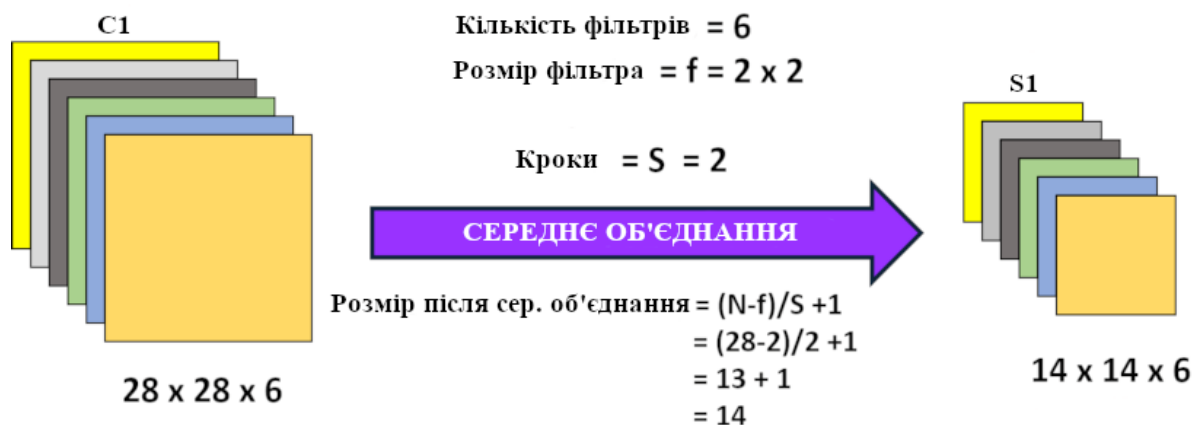 C1
Кількість фільтрів = 6
Розмір фільтра = f = 2 x 2
S1
Кроки = S = 2
СЕРЕДНЄ ОБ'ЄДНАННЯ
Розмір після сер. об'єднання = (N-f)/S +1
= (28-2)/2 +1
= 13 + 1
= 14
28 x 28 x 6
14 x 14 x 6